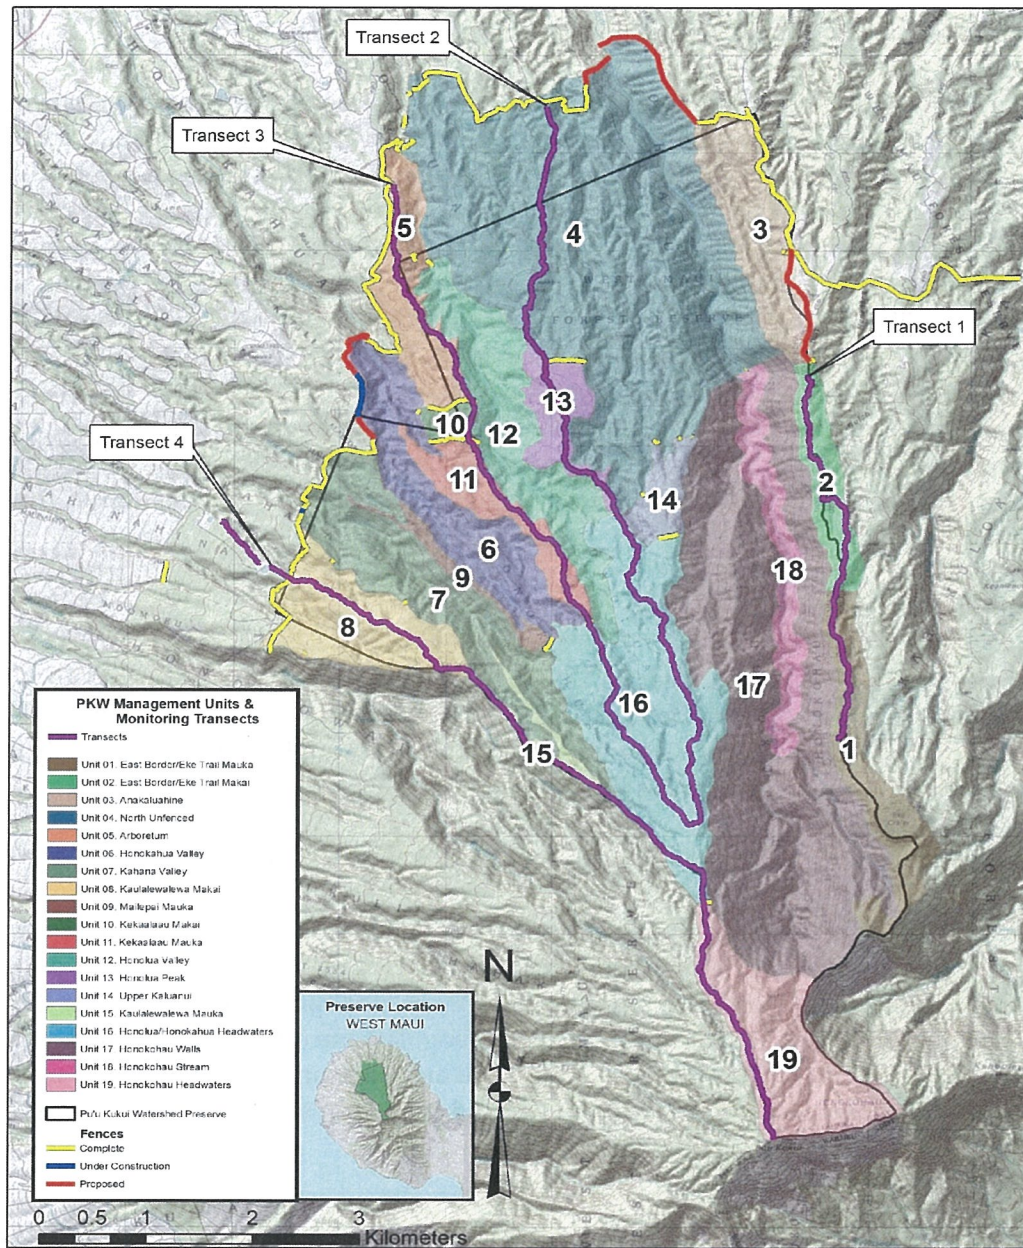 Transect 2
Transect 3
5
4
3
Transect 1
13
10
12
Transect 4
11
2
14
6
18
9
7
8
17
16
1
15
19
PKW Management Units &
Monitoring Transects
Transects
Unit 01. East Border/Eke Trail Mauka
Unit 02. East Border/Eke Trail Makai
Unit 03. Anakaluahine
Unit 04. North Unfenced
Unit 05. Arboretum
Unit 06. Honokahua Valley
Unit 07. Kahana Valley
Unit 08. Kaulalewalewa Makai
Unit 09. Mailepai Mauka
Unit 10. Kekaalaau Makai
Unit 11. Kekaalaau Mauka
Unit 12. Honolua Valley
Unit 13. Honolua Peak
Unit 14. Upper Kaluanui
Unit 15. Kaulalewalewa Mauka
Unit 16. Honolua/Honokahua Headwaters
Unit 17. Honokohau Walls
Unit 18. Honokohau Stream
Unit 19. Honokohau Headwaters
Pu'u Kukui Watershed Preserve
Fences
Complete
Under Construction
Proposed
N
Preserve Location
WEST MAUI
0 0.5 1 2 3
Kilometers